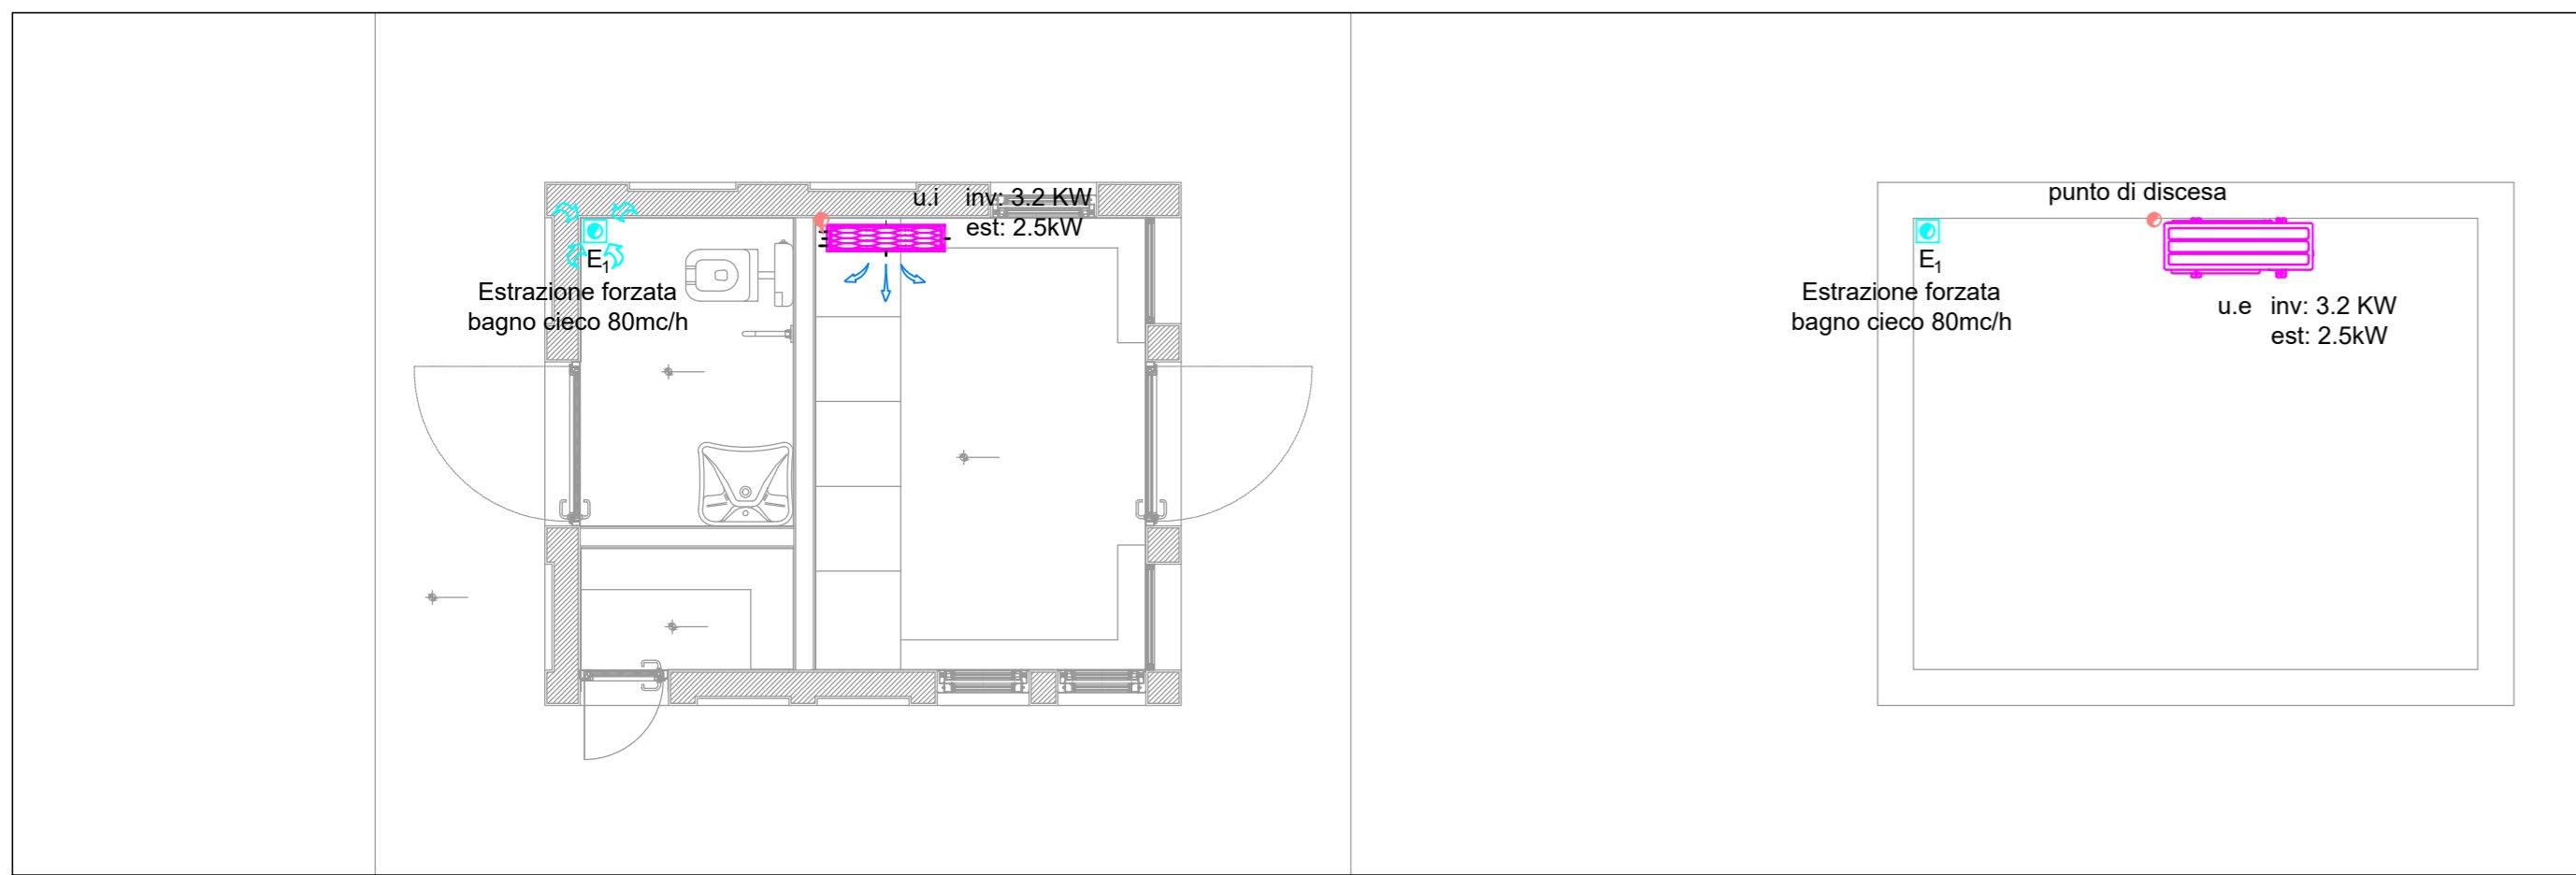 u.i inv: 3.2 KW
est: 2.5kW
E1
Estrazione forzata
bagno cieco 80mc/h
punto di discesa
E1
Estrazione forzata
bagno cieco 80mc/h
u.e inv: 3.2 KW
est: 2.5kW